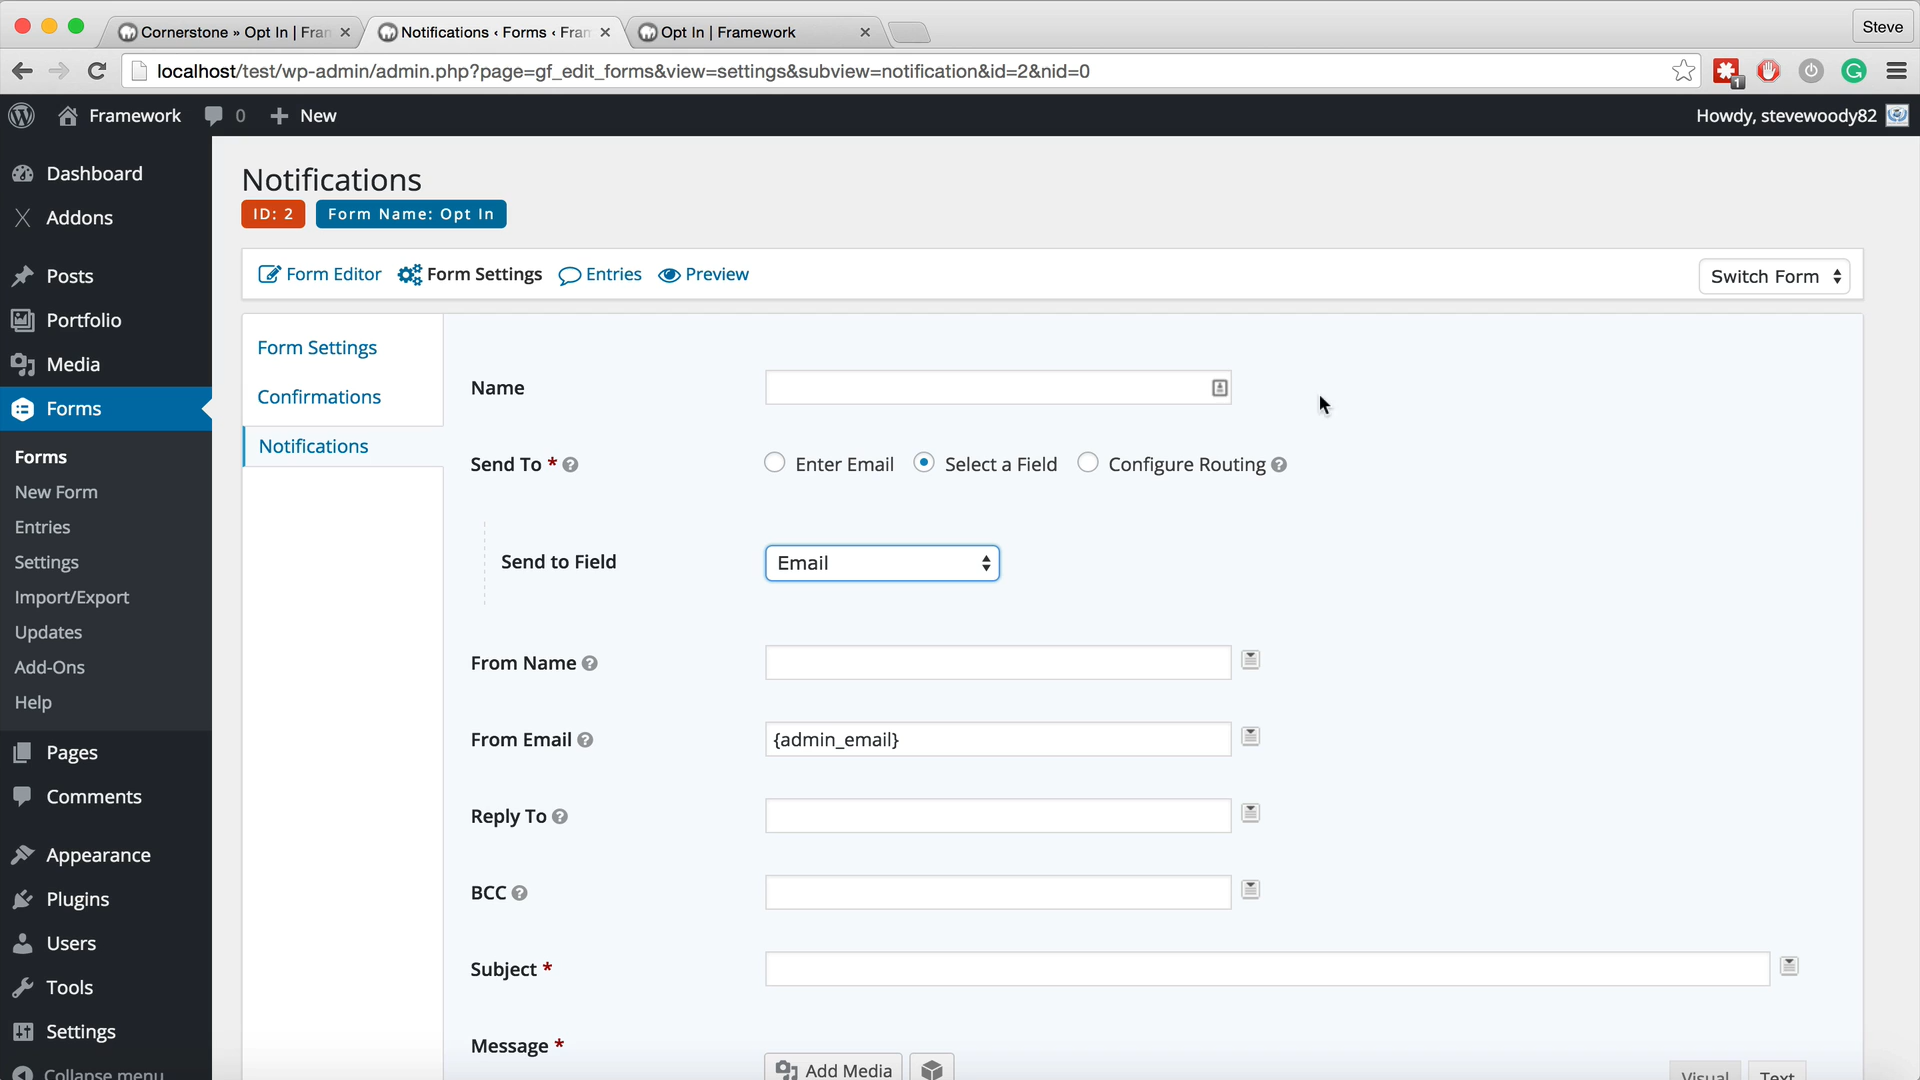 Cornerstone » Opt In | Fran
Notifications ‹ Forms ‹ Fran
Opt In | Framework
Steve
localhost/test/wp-admin/admin.php?page=gf_edit_forms&view=settings&subview=notification&id=2&nid=0
1
Framework
0
New
Howdy, stevewoody82
Dashboard
Addons
Posts
Portfolio
Media
Forms
Forms
New Form
Entries
Settings
Import/Export
Updates
Add-Ons
Help
Pages
Comments
Appearance
Plugins
Users
Tools
Settings
Collapse menu
Notifications
ID: 2
Form Name: Opt In
Form Editor
Form Settings
Entries
Preview
Switch Form
Form Settings
Confirmations
Notifications
Name
Send To * ?
Enter Email
Select a Field
Configure Routing ?
Send to Field
Email
From Name ?
From Email ?
{admin_email}
Reply To ?
BCC ?
Subject *
Message *
Add Media
Visual
Text